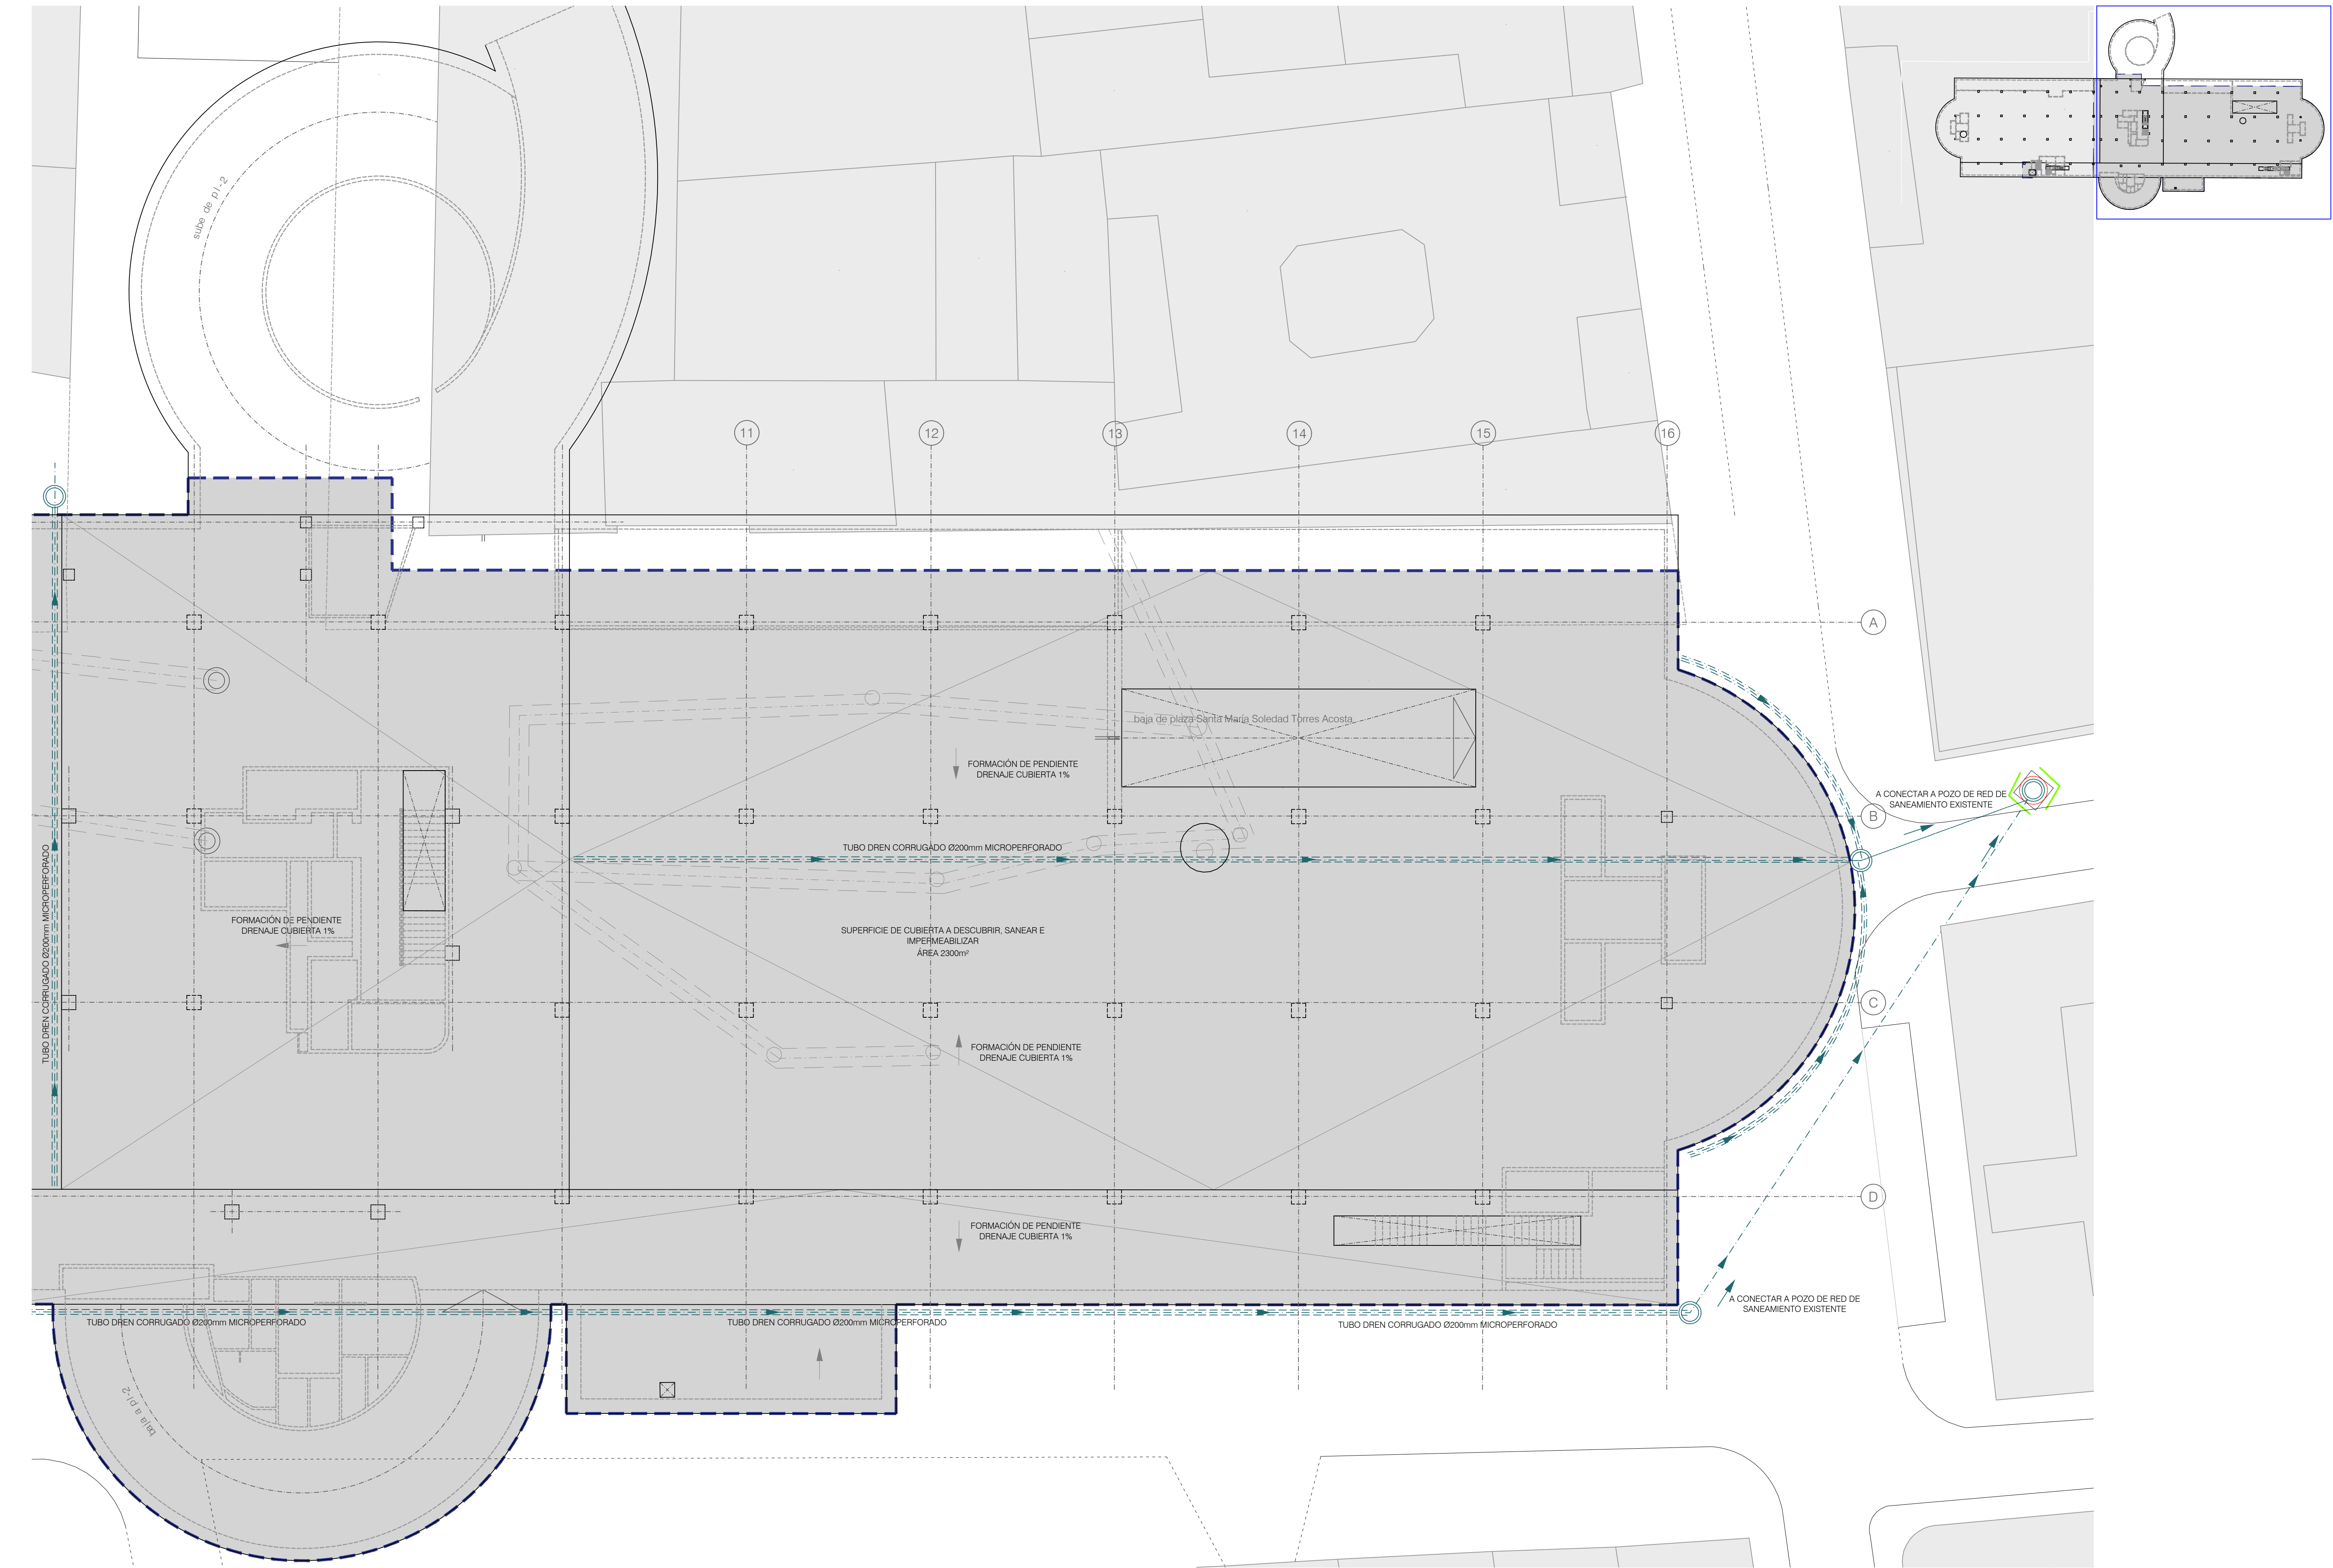 sube de pl-2
11
12
13
14
15
16
A
baja de plaza Santa María Soledad Torres Acosta
FORMACIÓN DE PENDIENTE
DRENAJE CUBIERTA 1%
A CONECTAR A POZO DE RED DE
SANEAMIENTO EXISTENTE
B
TUBO DREN CORRUGADO Ø200mm MICROPERFORADO
TUBO DREN CORRUGADO Ø200mm MICROPERFORADO
FORMACIÓN DE PENDIENTE
DRENAJE CUBIERTA 1%
SUPERFICIE DE CUBIERTA A DESCUBRIR, SANEAR E
IMPERMEABILIZAR
ÁREA 2300m²
C
FORMACIÓN DE PENDIENTE
DRENAJE CUBIERTA 1%
D
FORMACIÓN DE PENDIENTE
DRENAJE CUBIERTA 1%
A CONECTAR A POZO DE RED DE
SANEAMIENTO EXISTENTE
TUBO DREN CORRUGADO Ø200mm MICROPERFORADO
TUBO DREN CORRUGADO Ø200mm MICROPERFORADO
TUBO DREN CORRUGADO Ø200mm MICROPERFORADO
baja a pl-2